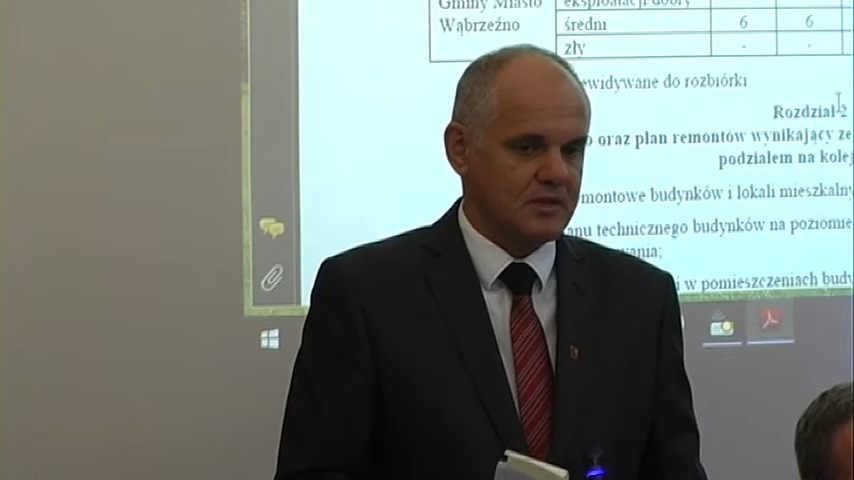 Gminy Miasto
Wąbrzeźno
eksploatacji dobry
średni 6 6
zły - -
ewidywane do rozbiórki
Rozdział 2
o oraz plan remontów wynikający ze
podziałem na kolej
montowe budynków i lokali mieszkalny
anu technicznego budynków na poziomie
wania;
i w pomieszczeniach budy